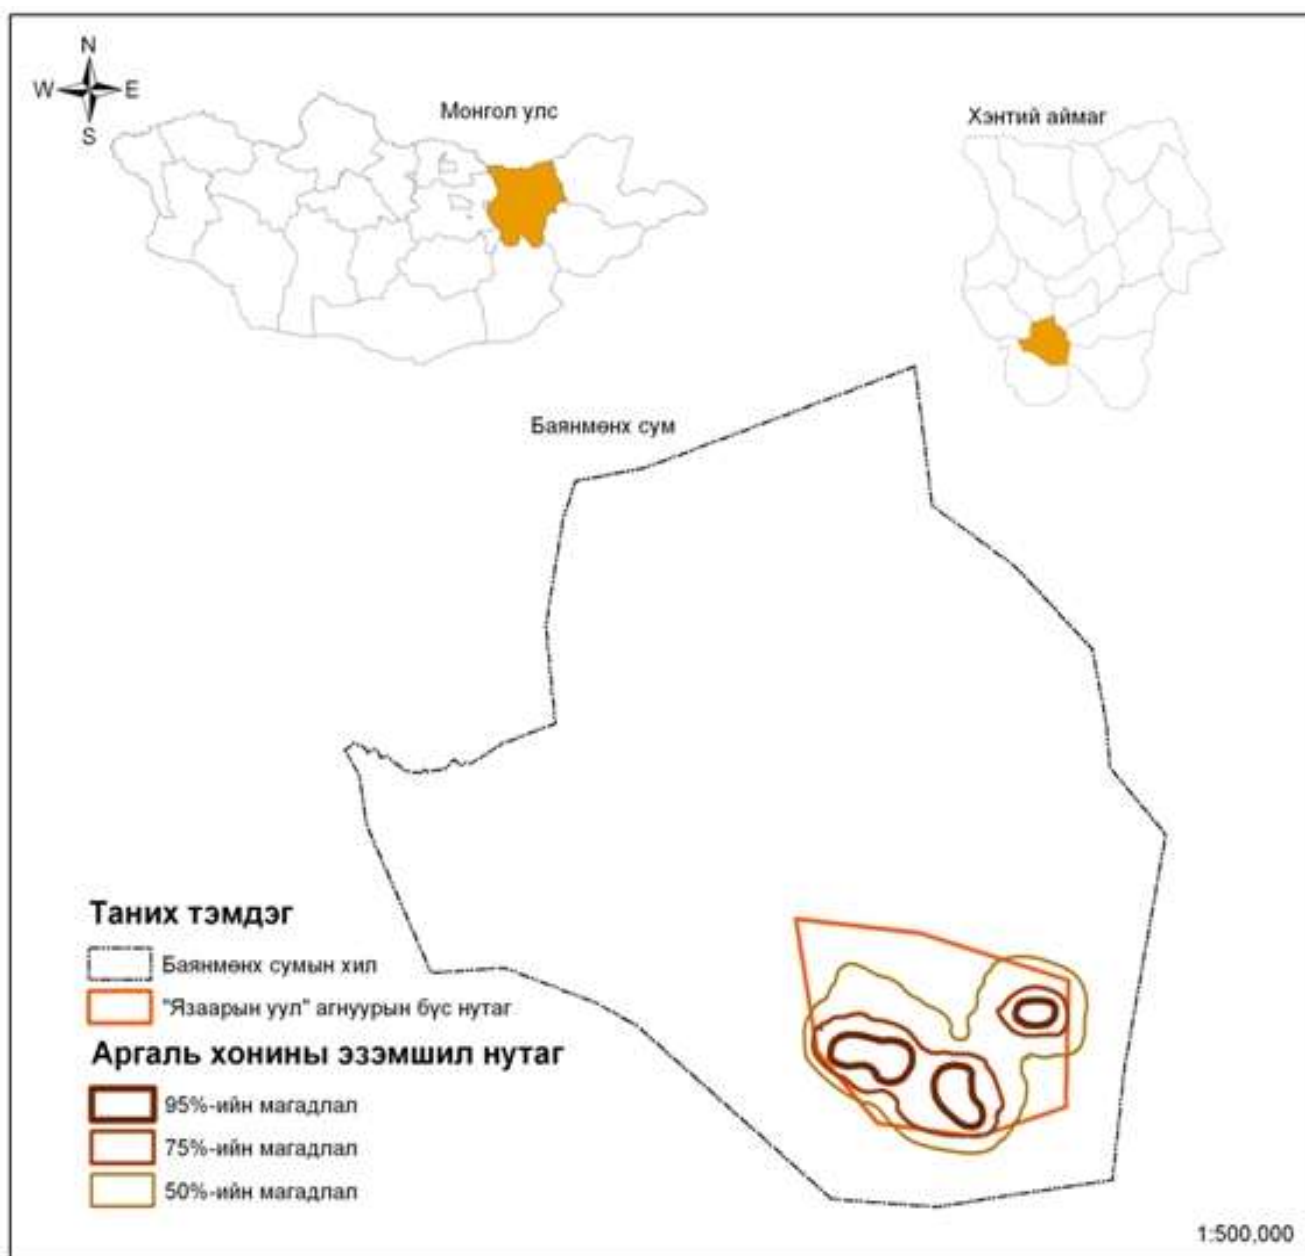 N
W E
S
Монгол улс
Хэнтий аймаг
Баянмөнх сум
Таних тэмдэг
Баянмөнх сумын хил
"Язаарын уул" агнуурын бүс нутаг
Аргаль хонины эзэмшил нутаг
95%-ийн магадлал
75%-ийн магадлал
50%-ийн магадлал
1:500,000